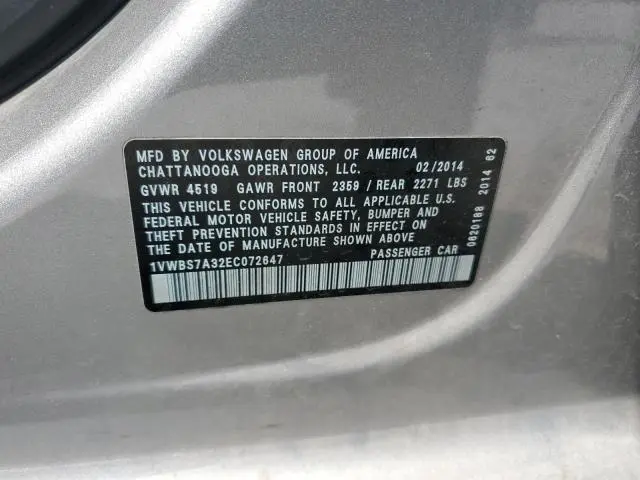 MFD BY VOLKSWAGEN GROUP OF AMERICA
CHATTANOOGA OPERATIONS, LLC. 02/2014
GVWR 4519 GAWR FRONT 2359 / REAR 2271 LBS
THIS VEHICLE CONFORMS TO ALL APPLICABLE U.S.
FEDERAL MOTOR VEHICLE SAFETY, BUMPER AND
THEFT PREVENTION STANDARDS IN EFFECT ON
THE DATE OF MANUFACTURE SHOWN ABOVE
1VWBS7A32EC072647 PASSENGER CAR
0620188 2014 62